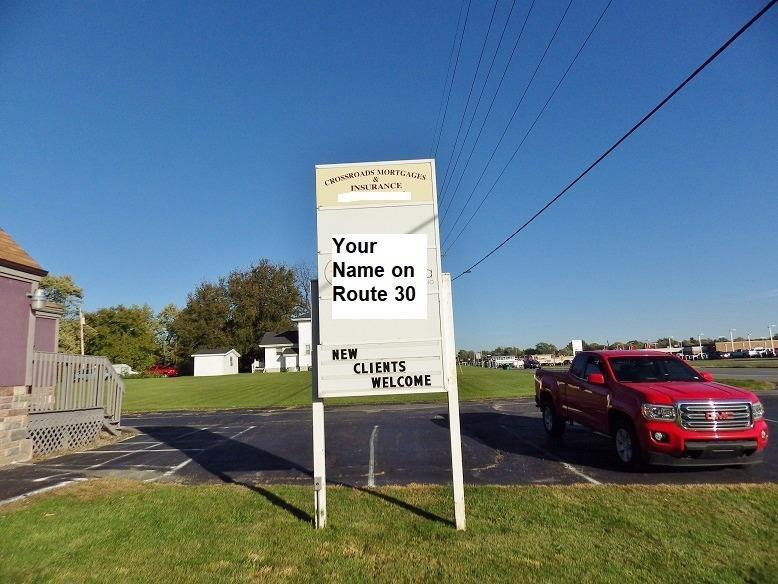 CROSSROADS MORTGAGES
&
INSURANCE
Your
Name on
Route 30
NEW
CLIENTS
WELCOME
GMC